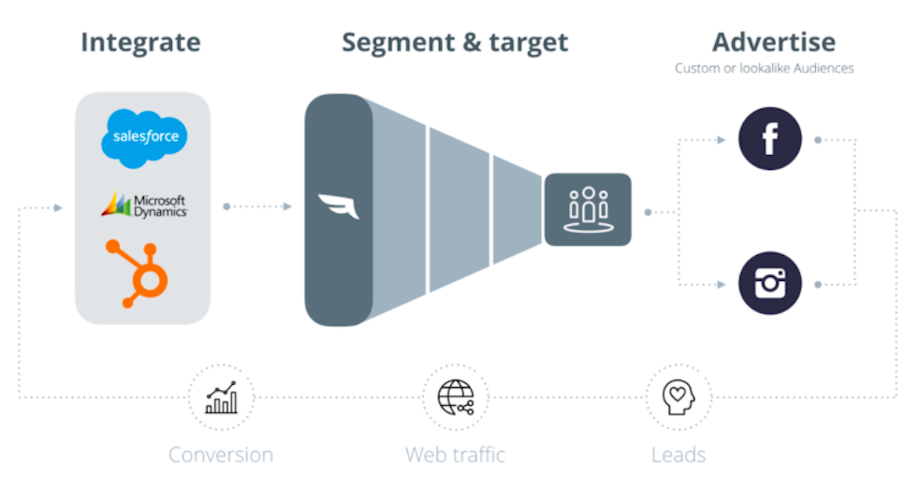 Integrate
Segment & target
Advertise
Custom or lookalike Audiences
salesforce
Microsoft
Dynamics
Conversion
Web traffic
Leads